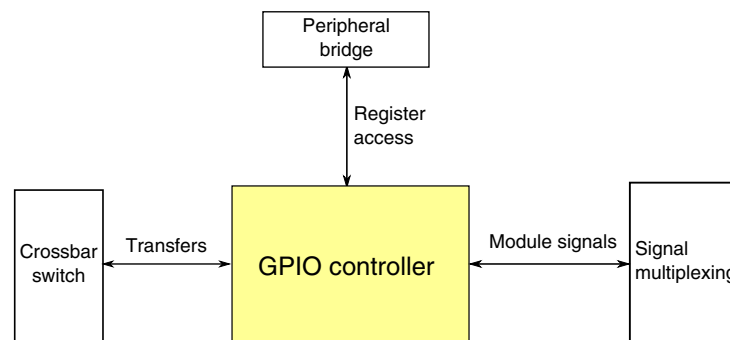 Peripheral
bridge
Register
access
Crossbar
switch
Transfers
GPIO controller
Module signals
Signal
multiplexing